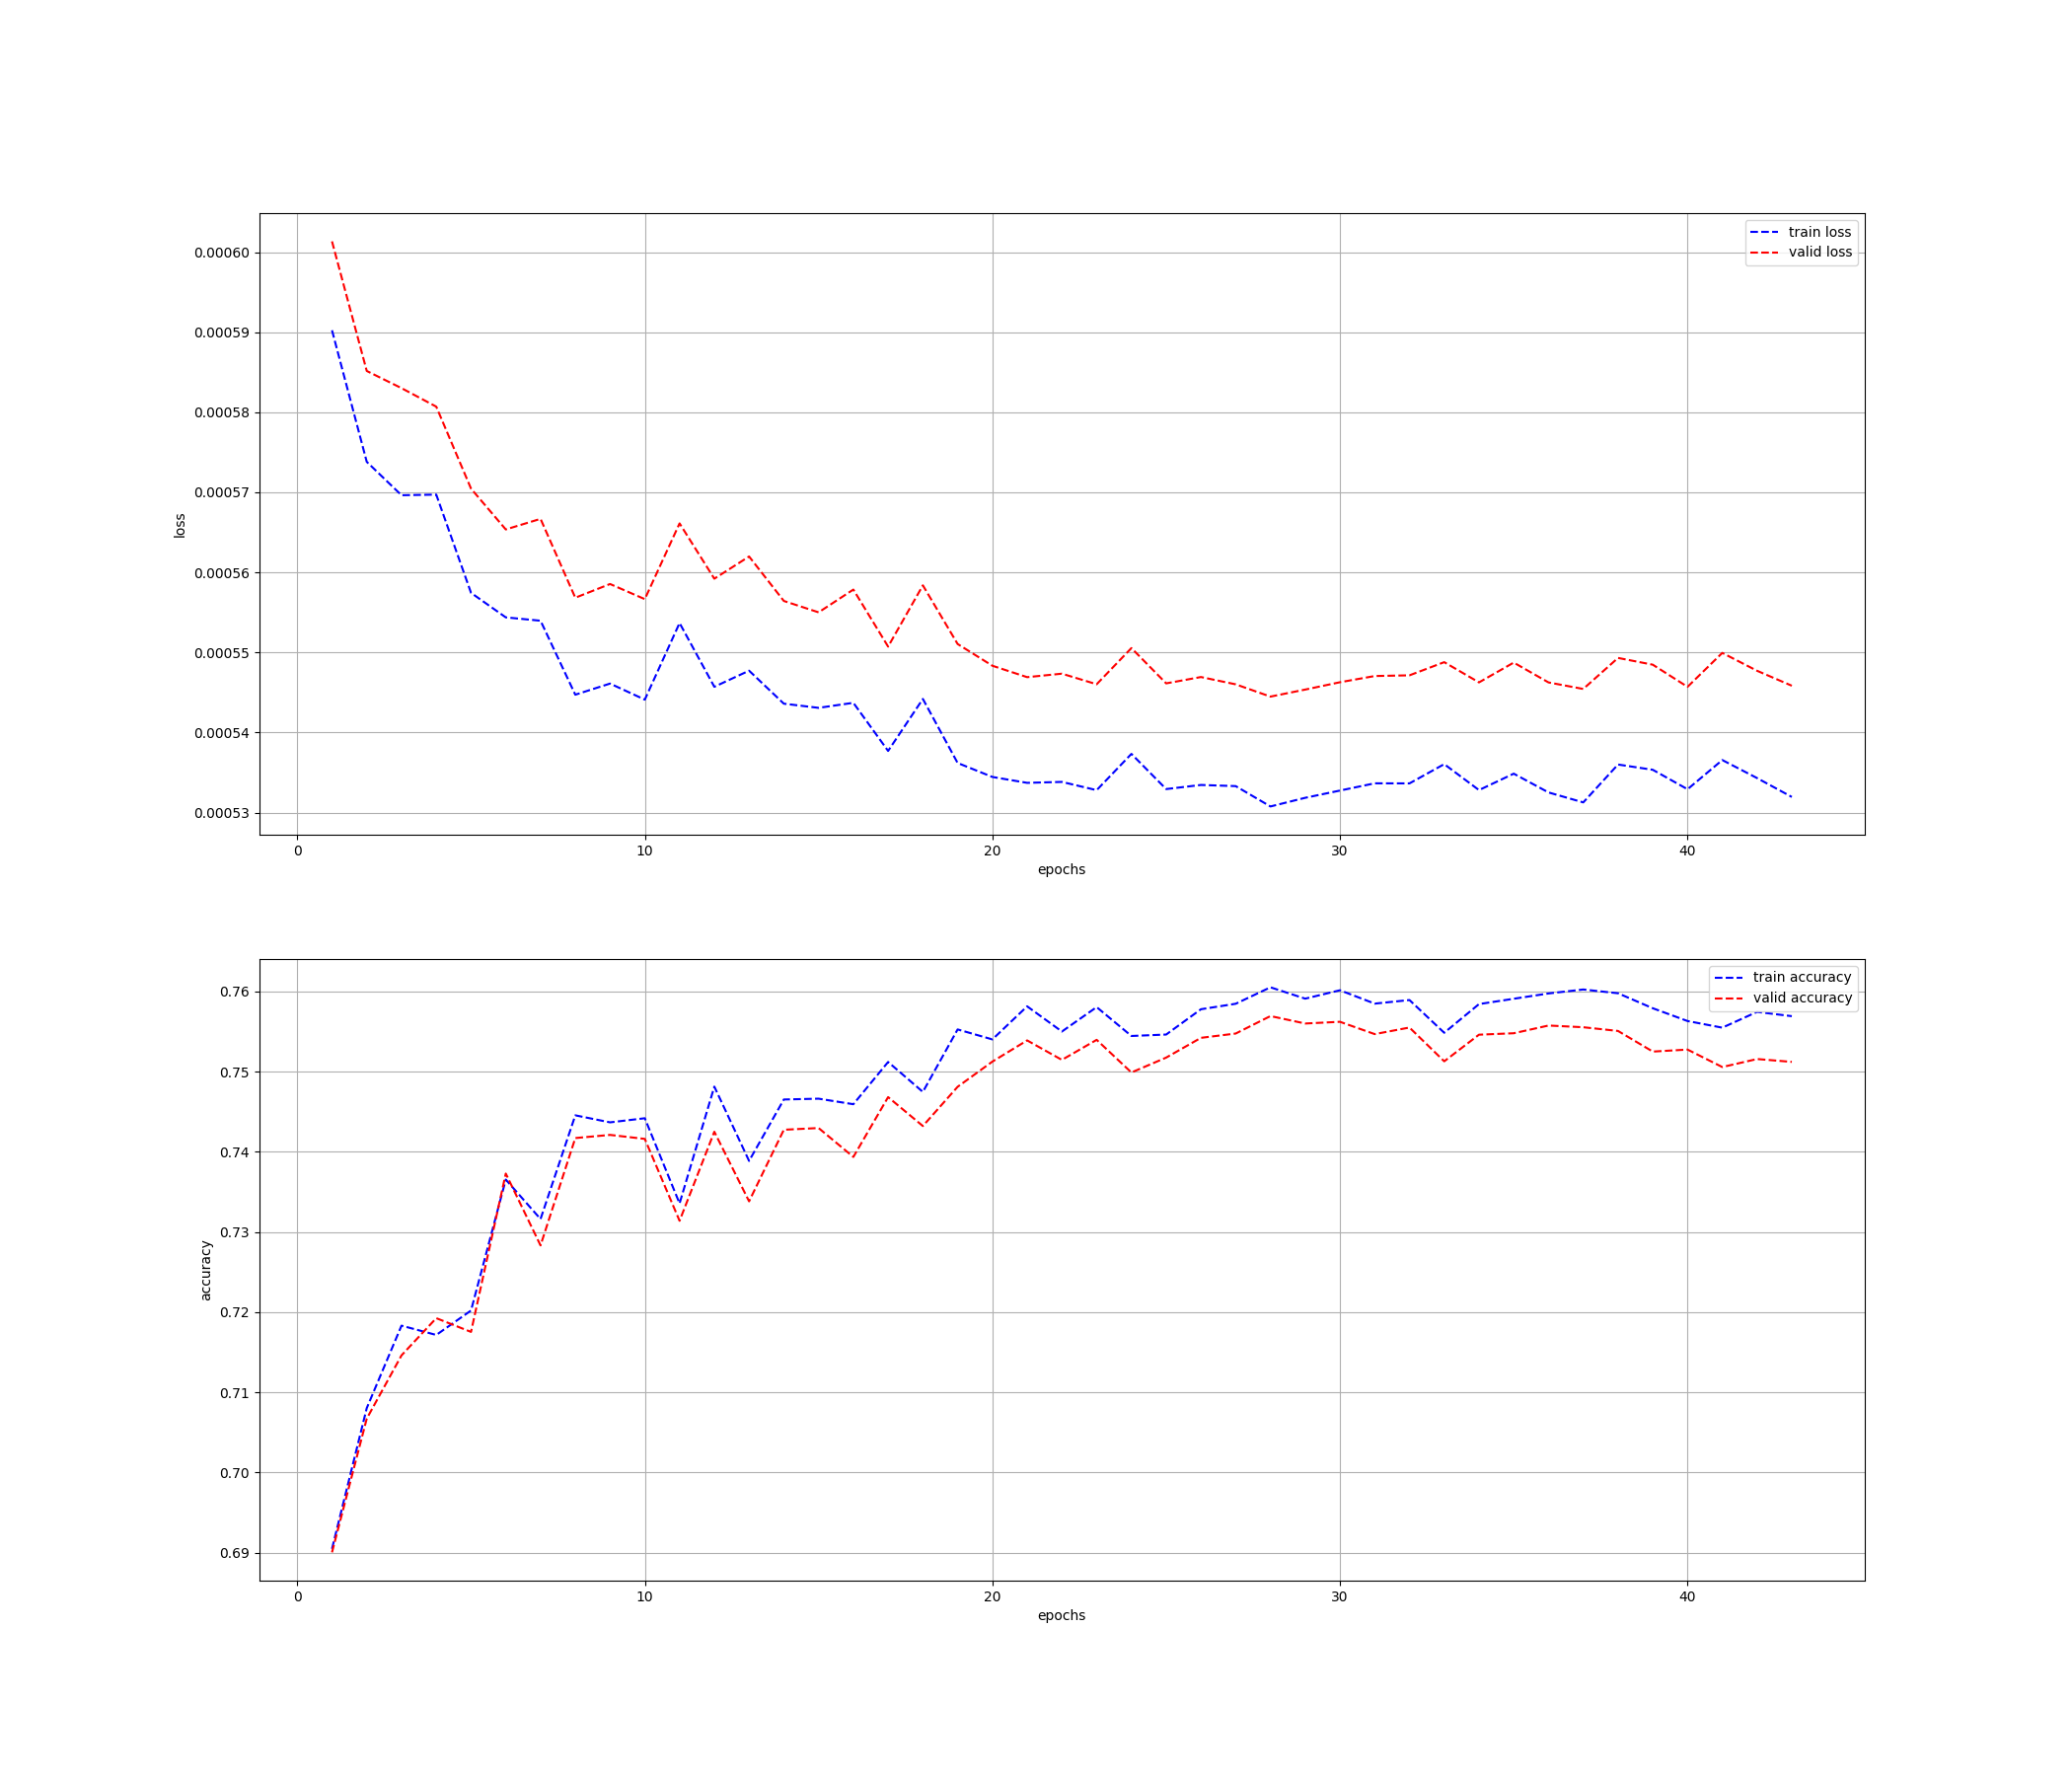 train loss
valid loss
0.00060
0.00059
0.00058
0.00057
0.00056
0.00055
0.00054
0.00053
loss
0 10 20 30 40
epochs
train accuracy
valid accuracy
0.76
0.75
0.74
0.73
0.72
0.71
0.70
0.69
accuracy
0 10 20 30 40
epochs